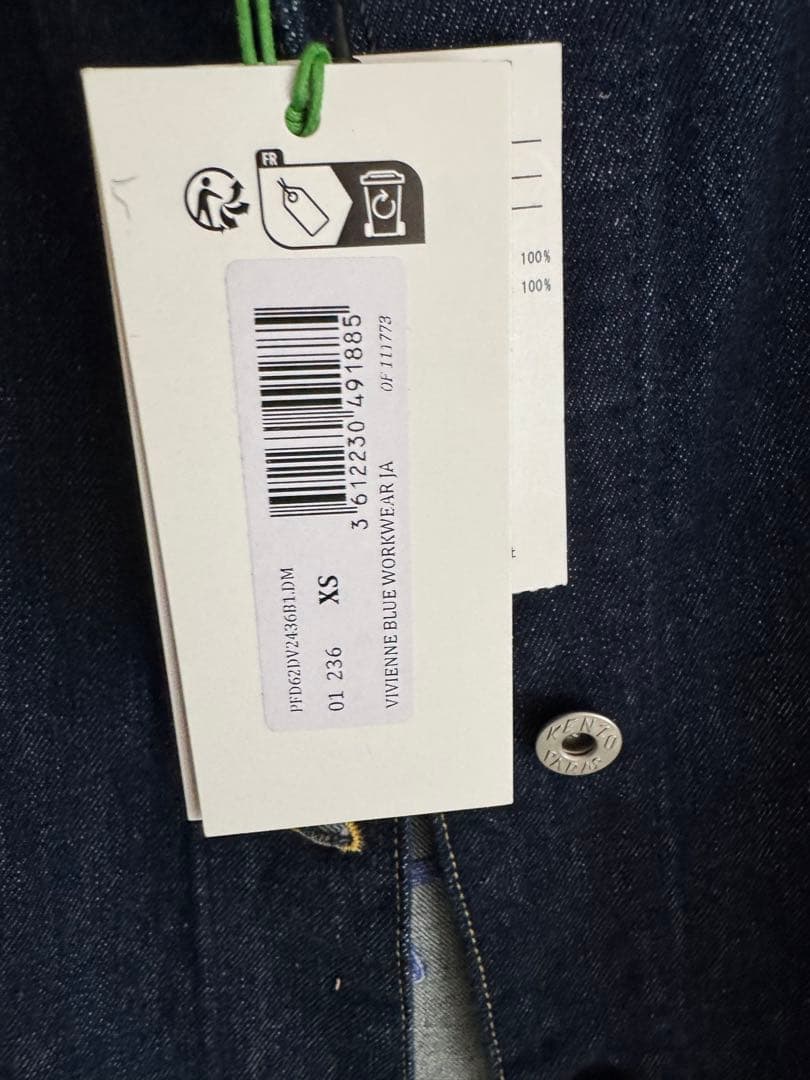 FR
PFD62DV2436B1.DM
01 236 XS
3 612230 491885
VIVIENNE BLUE WORKWEAR JA OF 111773
100%
100%
KENZO
PARIS